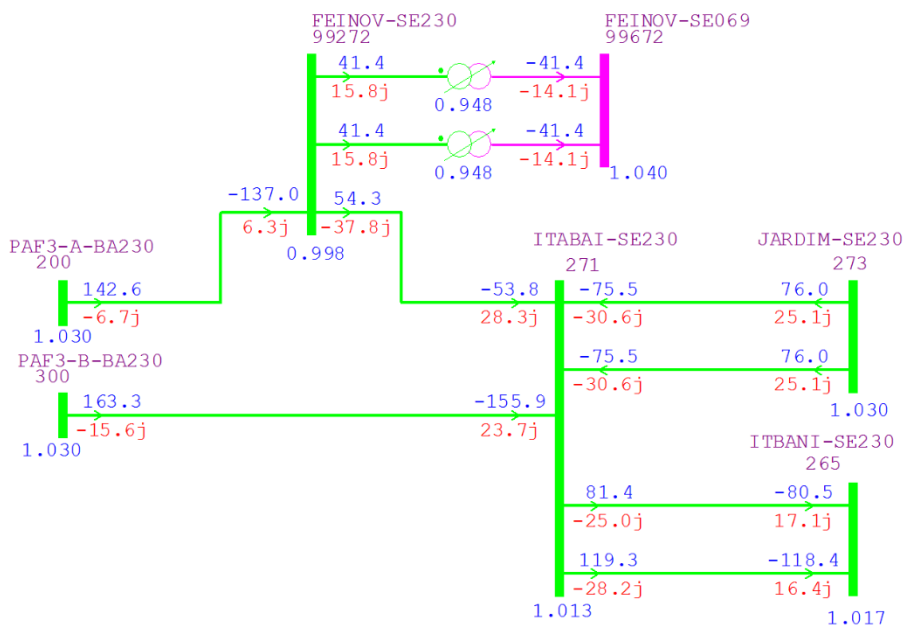 FEINOV-SE230
99272
FEINOV-SE069
99672
41.4
15.8j
-41.4
-14.1j
0.948
41.4
15.8j
-41.4
-14.1j
0.948
1.040
-137.0
6.3j
54.3
-37.8j
0.998
PAF3-A-BA230
200
142.6
-6.7j
1.030
ITABAI-SE230
271
JARDIM-SE230
273
-53.8
28.3j
-75.5
-30.6j
76.0
25.1j
-75.5
-30.6j
76.0
25.1j
1.030
PAF3-B-BA230
300
163.3
-15.6j
1.030
-155.9
23.7j
ITBANI-SE230
265
81.4
-25.0j
-80.5
17.1j
119.3
-28.2j
-118.4
16.4j
1.013
1.017